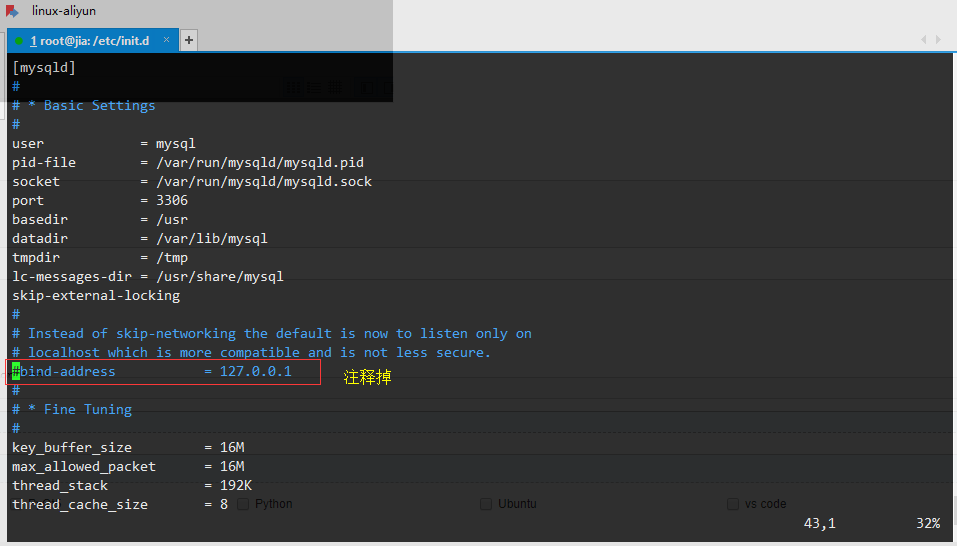 linux-aliyun
1 root@jia: /etc/init.d × +
[mysqld]
#
# * Basic Settings
#
user            = mysql
pid-file        = /var/run/mysqld/mysqld.pid
socket          = /var/run/mysqld/mysqld.sock
port            = 3306
basedir         = /usr
datadir         = /var/lib/mysql
tmpdir          = /tmp
lc-messages-dir = /usr/share/mysql
skip-external-locking
#
# Instead of skip-networking the default is now to listen only on
# localhost which is more compatible and is not less secure.
#bind-address           = 127.0.0.1 注释掉
#
# * Fine Tuning
#
key_buffer_size         = 16M
max_allowed_packet      = 16M
thread_stack            = 192K
thread_cache_size       = 8
Python Ubuntu vs code
43,1 32%